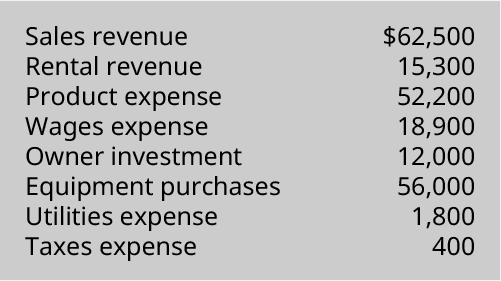 Sales revenue $62,500
Rental revenue 15,300
Product expense 52,200
Wages expense 18,900
Owner investment 12,000
Equipment purchases 56,000
Utilities expense 1,800
Taxes expense 400